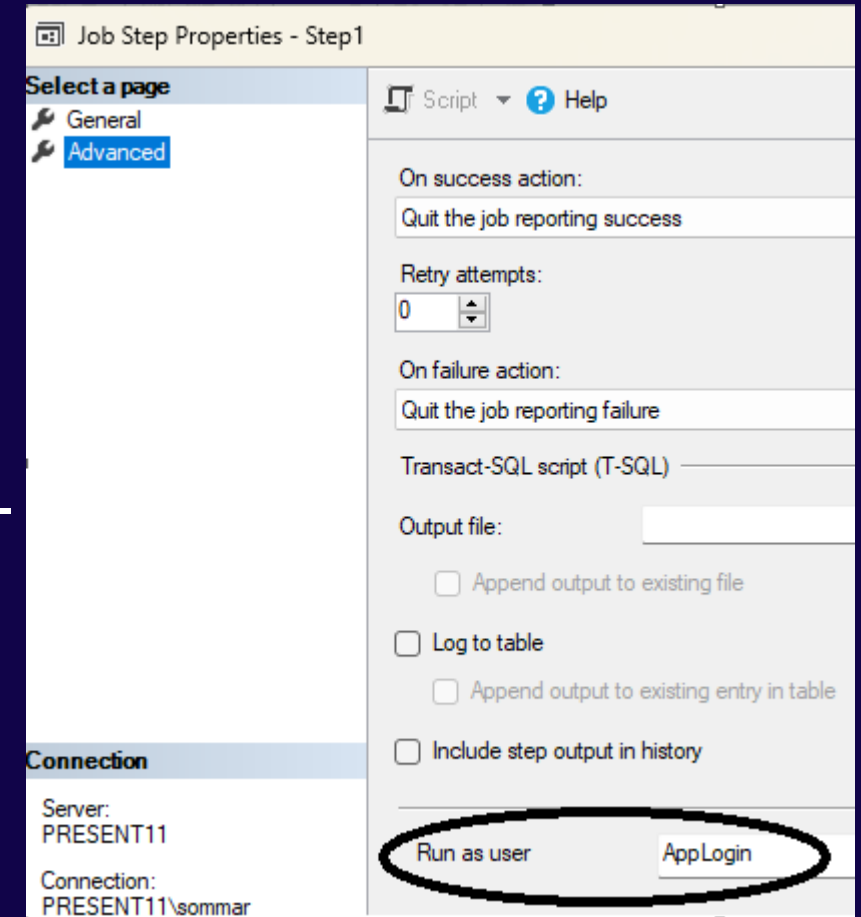 Job Step Properties - Step1
Select a page
General
Advanced
Script
Help
On success action:
Quit the job reporting success
Retry attempts:
0
On failure action:
Quit the job reporting failure
Transact-SQL script (T-SQL)
Output file:
Append output to existing file
Log to table
Append output to existing entry in table
Include step output in history
Run as user AppLogin
Connection
Server:
PRESENT11
Connection:
PRESENT11\sommar